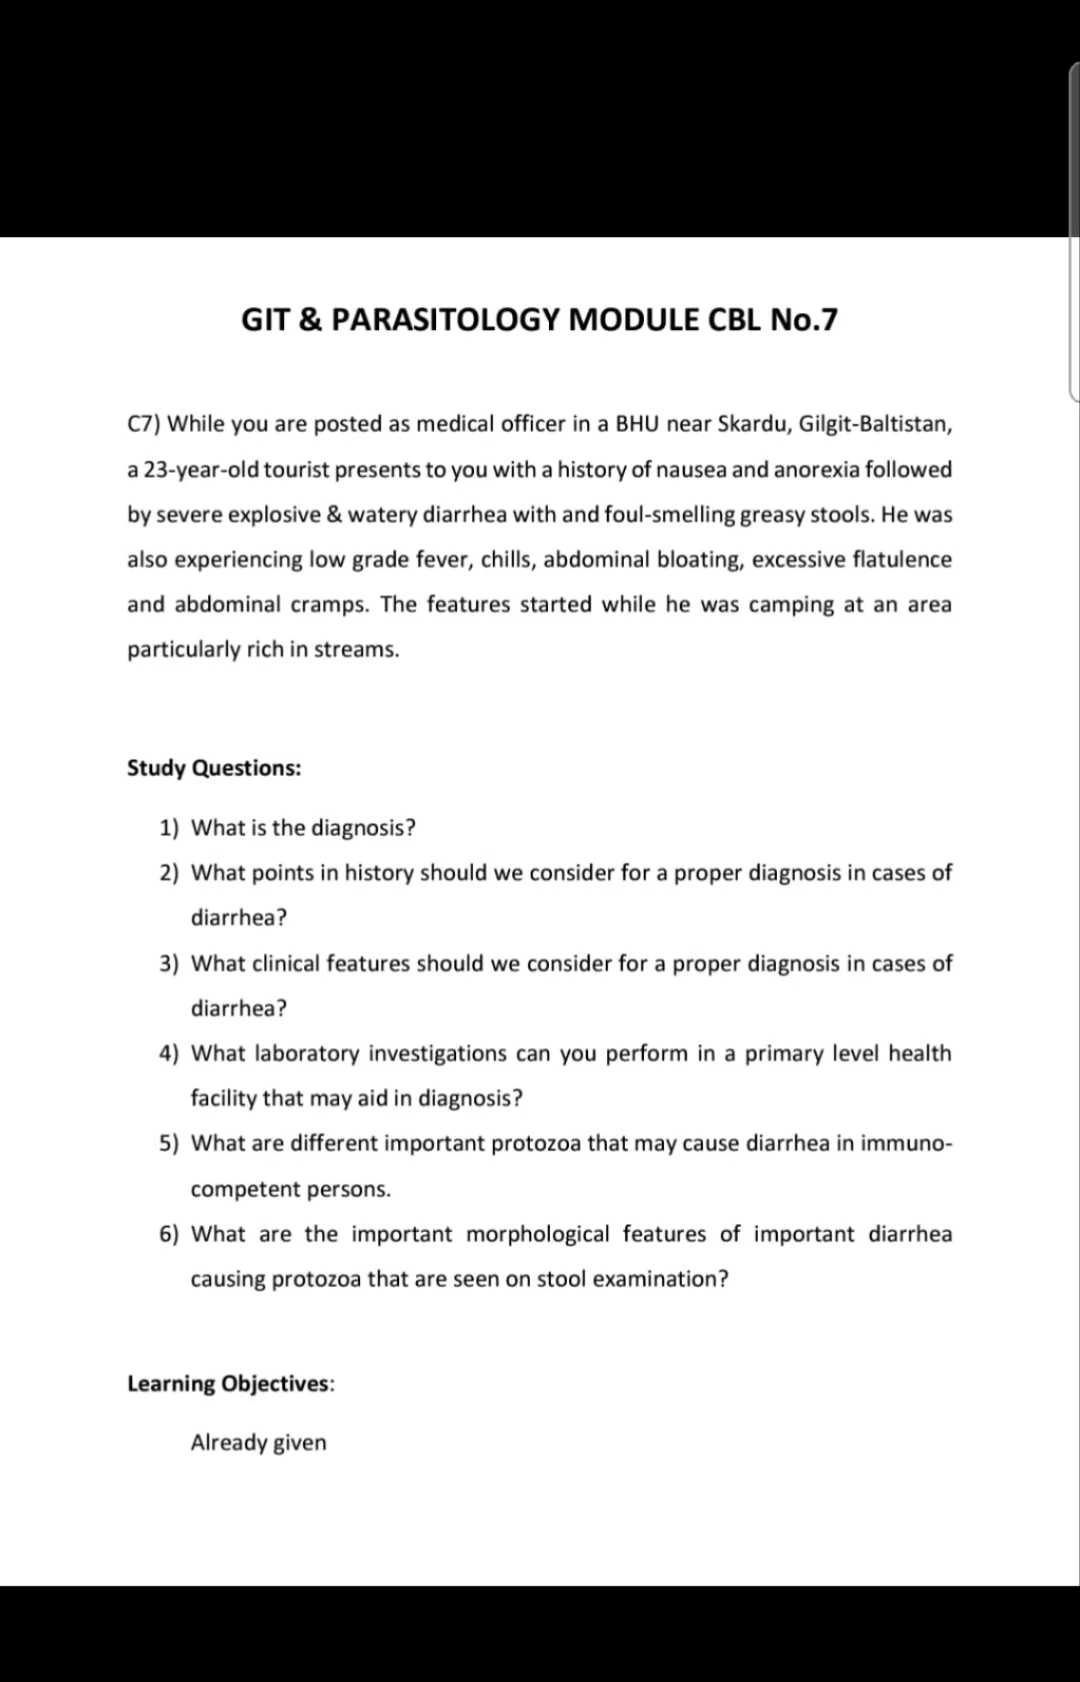 GIT & PARASITOLOGY MODULE CBL No.7
C7) While you are posted as medical officer in a BHU near Skardu, Gilgit-Baltistan,
a 23-year-old tourist presents to you with a history of nausea and anorexia followed
by severe explosive & watery diarrhea with and foul-smelling greasy stools. He was
also experiencing low grade fever, chills, abdominal bloating, excessive flatulence
and abdominal cramps. The features started while he was camping at an area
particularly rich in streams.
Study Questions:
1) What is the diagnosis?
2) What points in history should we consider for a proper diagnosis in cases of
diarrhea?
3) What clinical features should we consider for a proper diagnosis in cases of
diarrhea?
4) What laboratory investigations can you perform in a primary level health
facility that may aid in diagnosis?
5) What are different important protozoa that may cause diarrhea in immuno-
competent persons.
6) What are the important morphological features of important diarrhea
causing protozoa that are seen on stool examination?
Learning Objectives:
Already given